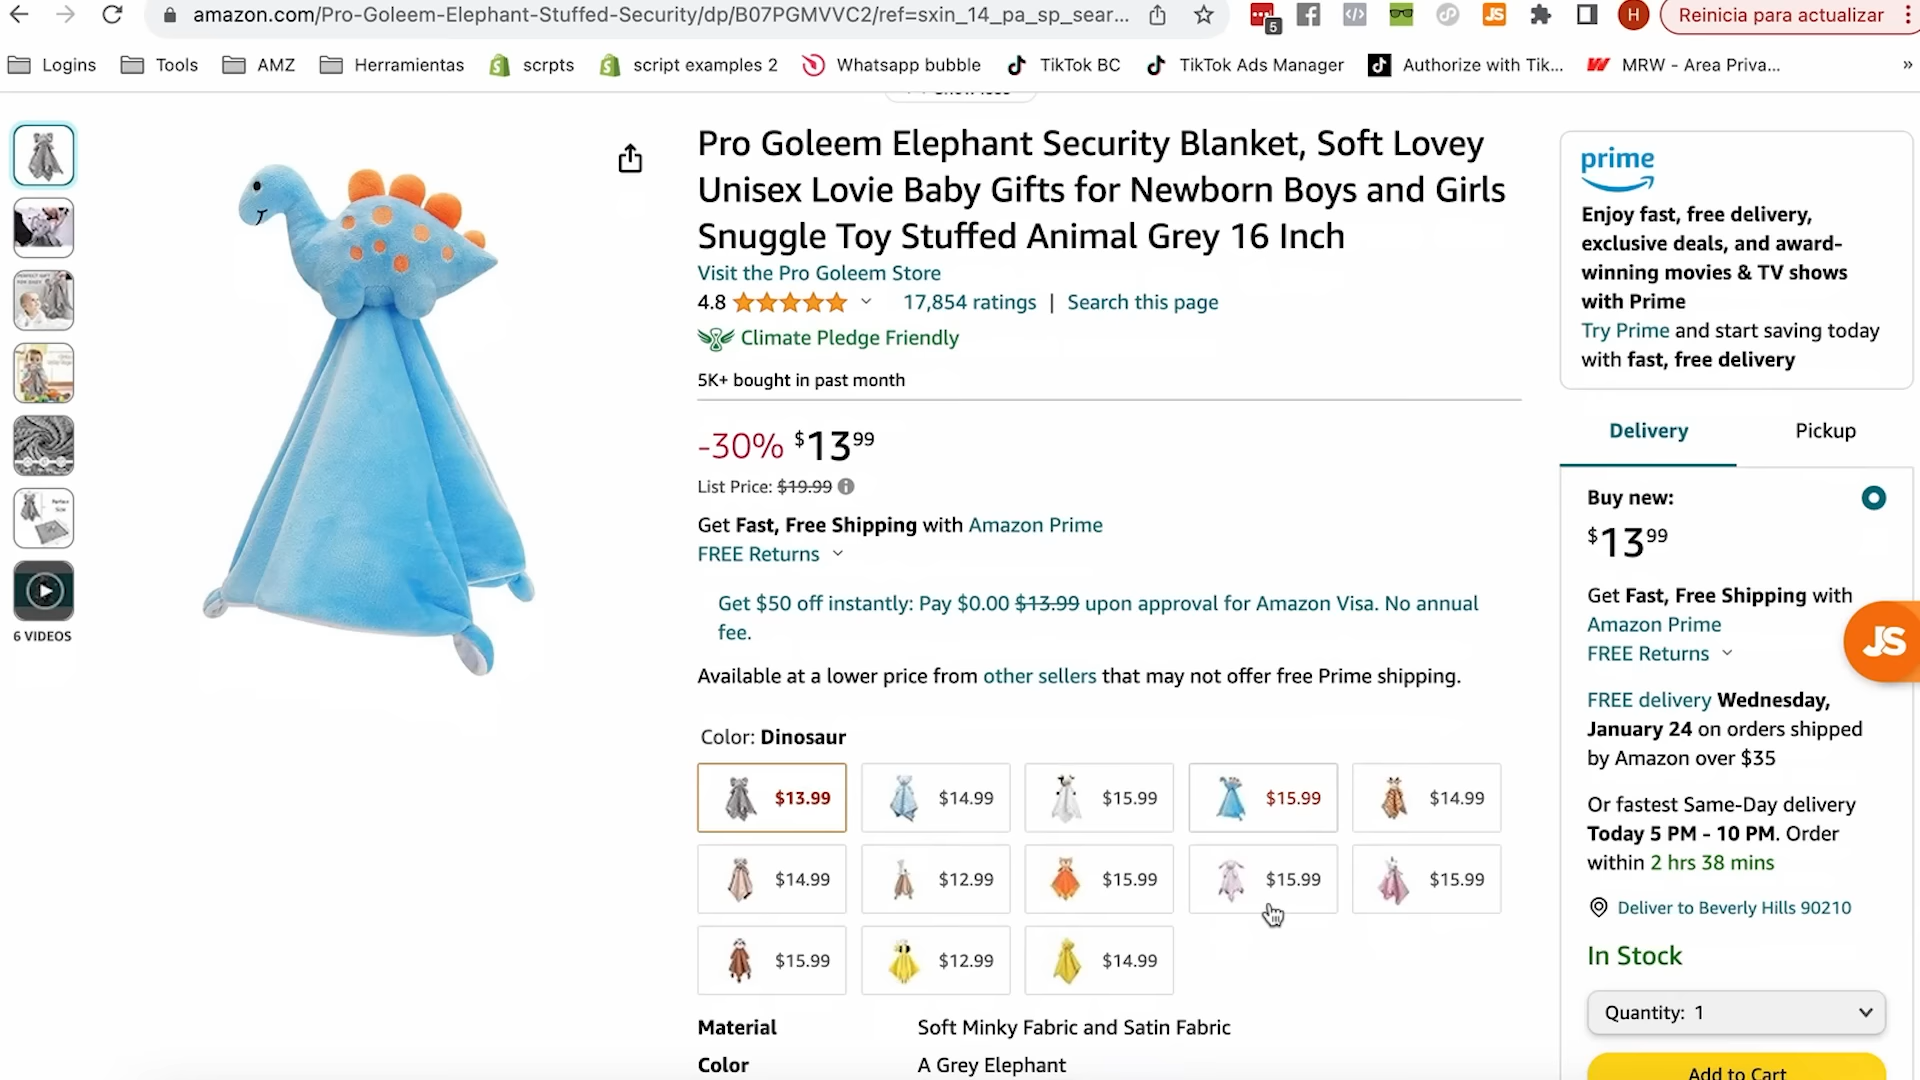 amazon.com/Pro-Goleem-Elephant-Stuffed-Security/dp/B07PGMVVC2/ref=sxin_14_pa_sp_sear...
5
JS
H
Reinicia para actualizar
Logins
Tools
AMZ
Herramientas
scrpts
script examples 2
Whatsapp bubble
TikTok BC
TikTok Ads Manager
Authorize with Tik...
MRW - Area Priva...
»
Pro Goleem Elephant Security Blanket, Soft Lovey
Unisex Lovie Baby Gifts for Newborn Boys and Girls
Snuggle Toy Stuffed Animal Grey 16 Inch
Visit the Pro Goleem Store
4.8
17,854 ratings | Search this page
Climate Pledge Friendly
5K+ bought in past month
-30% $13.99
List Price: $19.99
Get Fast, Free Shipping with Amazon Prime
FREE Returns
Get $50 off instantly: Pay $0.00 $13.99 upon approval for Amazon Visa. No annual
fee.
Available at a lower price from other sellers that may not offer free Prime shipping.
Color: Dinosaur
$13.99
$14.99
$15.99
$15.99
$14.99
$14.99
$12.99
$15.99
$15.99
$15.99
$15.99
$12.99
$14.99
Material
Soft Minky Fabric and Satin Fabric
Color
A Grey Elephant
6 VIDEOS
prime
Enjoy fast, free delivery,
exclusive deals, and award-
winning movies & TV shows
with Prime
Try Prime and start saving today
with fast, free delivery
Delivery
Pickup
Buy new:
$13.99
Get Fast, Free Shipping with
Amazon Prime
FREE Returns
JS
FREE delivery Wednesday,
January 24 on orders shipped
by Amazon over $35
Or fastest Same-Day delivery
Today 5 PM - 10 PM. Order
within 2 hrs 38 mins
Deliver to Beverly Hills 90210
In Stock
Quantity: 1
Add to Cart